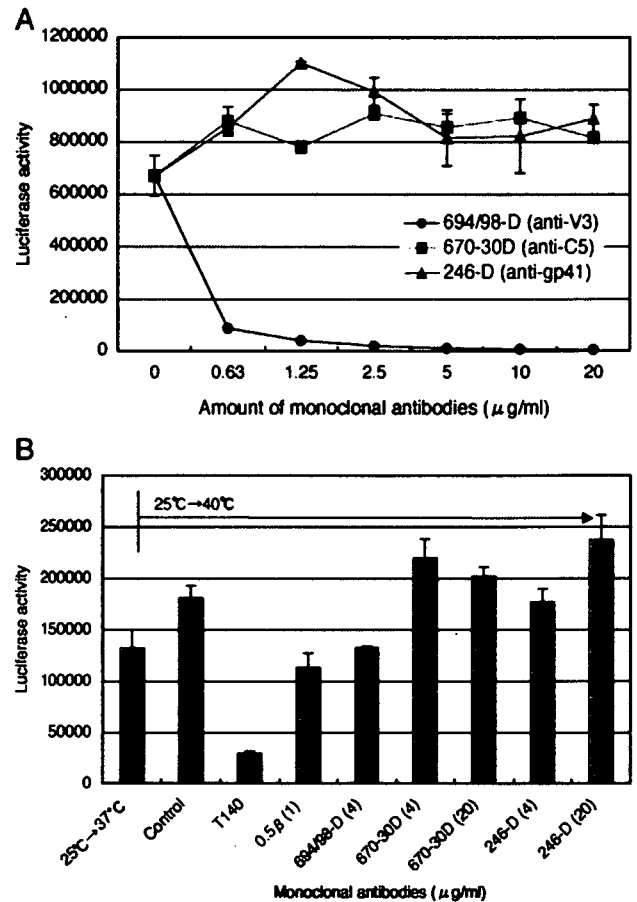 A
1200000
1000000
800000
600000
400000
200000
0
Luciferase activity
694/98-D (anti-V3)
670-30D (anti-C5)
246-D (anti-gp41)
0 0.63 1.25 2.5 5 10 20
Amount of monoclonal antibodies (μg/ml)
B
300000
250000
200000
150000
100000
50000
0
Luciferase activity
25℃→40℃
25℃→37℃
Control
T140
0.5β (1)
694/98-D (4)
670-30D (4)
670-30D (20)
246-D (4)
246-D (20)
Monoclonal antibodies (μg/ml)